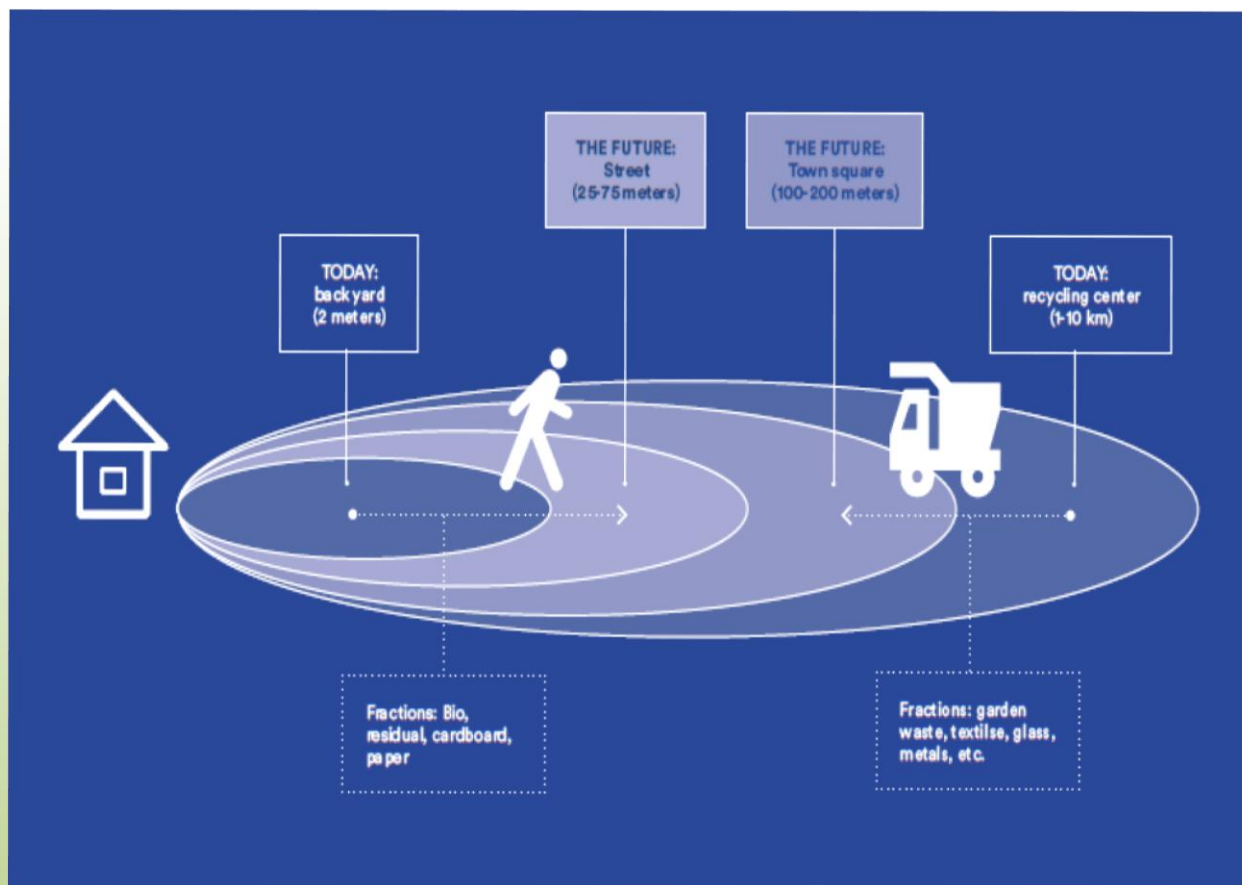 THE FUTURE:
Street
(25-75 meters)
THE FUTURE:
Town square
(100-200 meters)
TODAY:
backyard
(2 meters)
TODAY:
recycling center
(1-10 km)
Fractions: Bio,
residual, cardboard,
paper
Fractions: garden
waste, textilse, glass,
metals, etc.